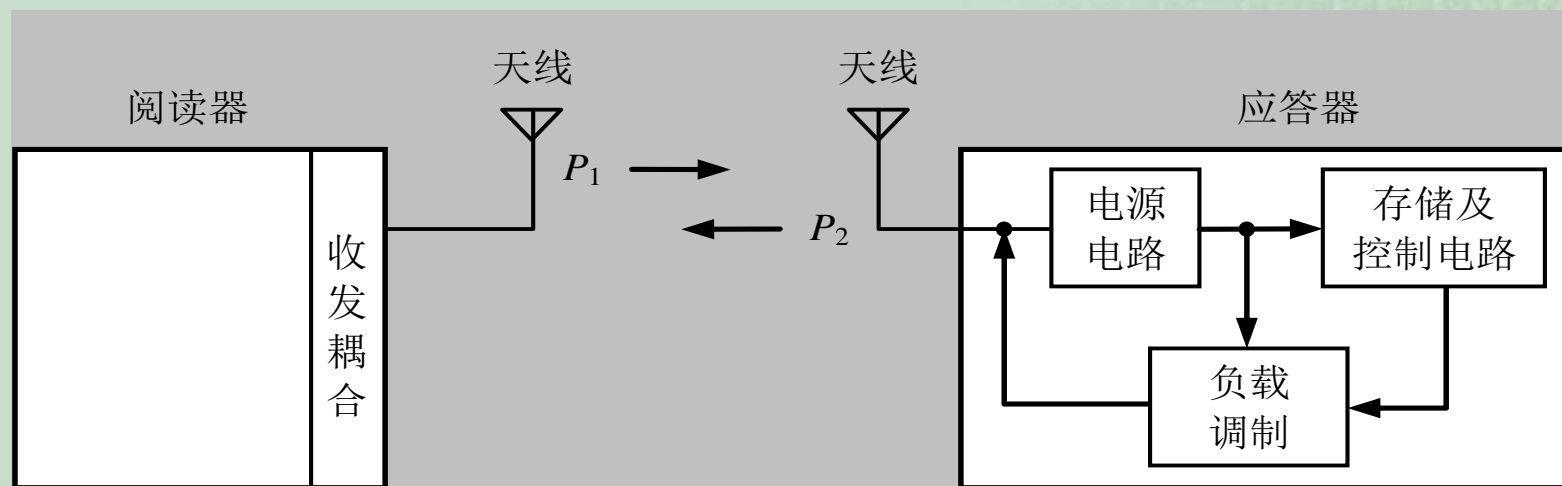 阅读器
天线
天线
应答器
P1
P2
收
发
耦
合
电源
电路
存储及
控制电路
负载
调制